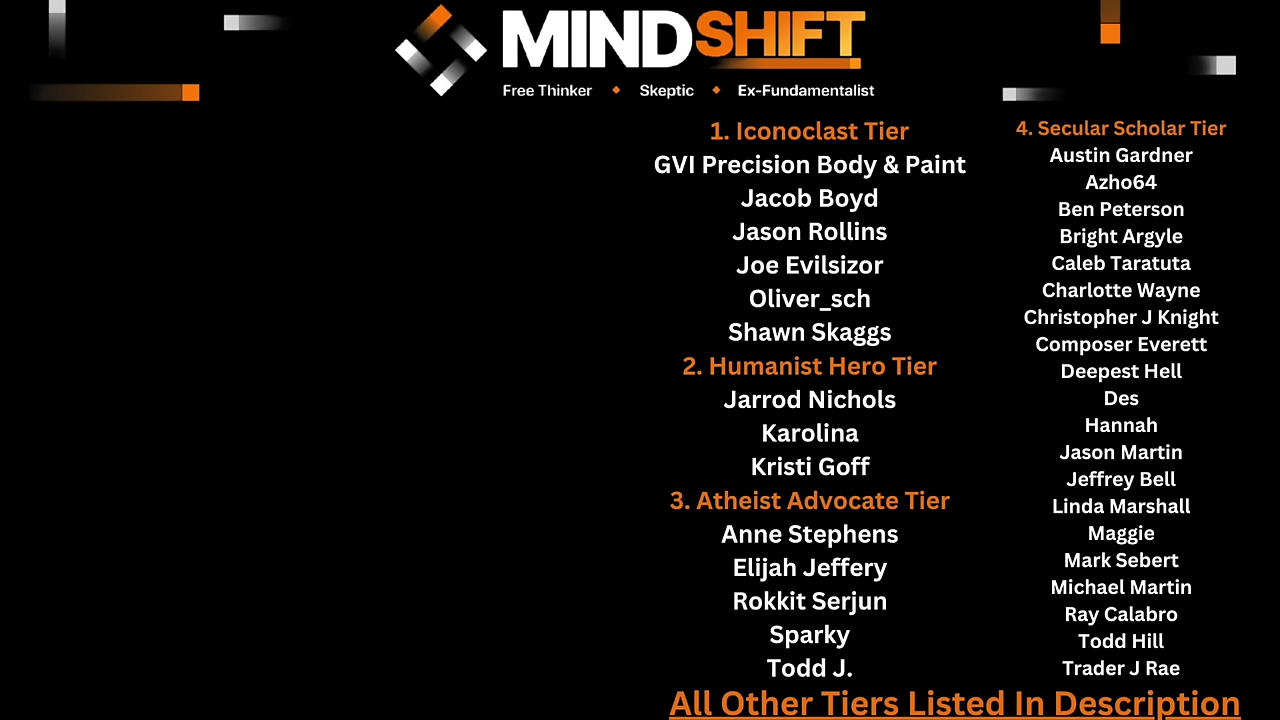 MINDSHIFT
Free Thinker • Skeptic • Ex-Fundamentalist
1. Iconoclast Tier
GVI Precision Body & Paint
Jacob Boyd
Jason Rollins
Joe Evilsizor
Oliver_sch
Shawn Skaggs
2. Humanist Hero Tier
Jarrod Nichols
Karolina
Kristi Goff
3. Atheist Advocate Tier
Anne Stephens
Elijah Jeffery
Rokkit Serjun
Sparky
Todd J.
4. Secular Scholar Tier
Austin Gardner
Azho64
Ben Peterson
Bright Argyle
Caleb Taratuta
Charlotte Wayne
Christopher J Knight
Composer Everett
Deepest Hell
Des
Hannah
Jason Martin
Jeffrey Bell
Linda Marshall
Maggie
Mark Sebert
Michael Martin
Ray Calabro
Todd Hill
Trader J Rae
All Other Tiers Listed In Description